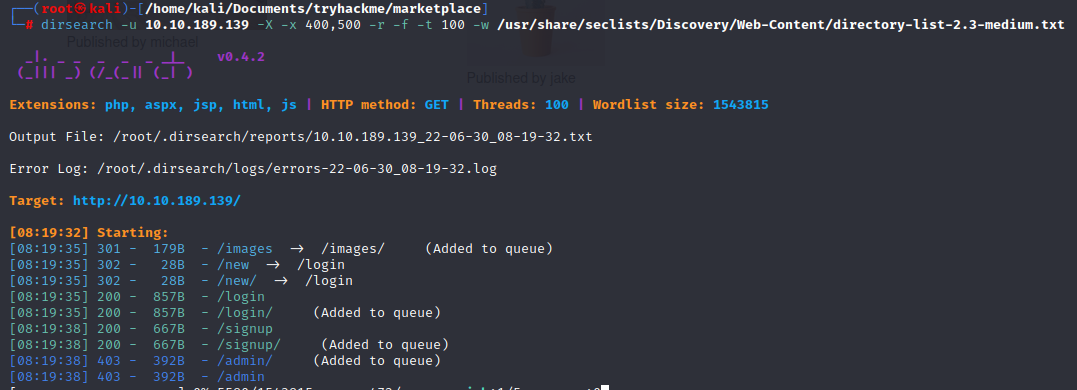 ┌──(root㉿kali)-[/home/kali/Documents/tryhackme/marketplace]
└─# dirsearch -u 10.10.189.139 -X -x 400,500 -r -f -t 100 -w /usr/share/seclists/Discovery/Web-Content/directory-list-2.3-medium.txt
Published by michael
Published by jake
_|. _ _  _  _  _ _|_    v0.4.2
(_||| _) (/_(_|| (_| )
Extensions: php, aspx, jsp, html, js | HTTP method: GET | Threads: 100 | Wordlist size: 1543815
Output File: /root/.dirsearch/reports/10.10.189.139_22-06-30_08-19-32.txt
Error Log: /root/.dirsearch/logs/errors-22-06-30_08-19-32.log
Target: http://10.10.189.139/
[08:19:32] Starting:
[08:19:35] 301 -  179B  - /images  →  /images/     (Added to queue)
[08:19:35] 302 -   28B  - /new  →  /login
[08:19:35] 302 -   28B  - /new/  →  /login
[08:19:35] 200 -  857B  - /login
[08:19:35] 200 -  857B  - /login/     (Added to queue)
[08:19:38] 200 -  667B  - /signup
[08:19:38] 200 -  667B  - /signup/     (Added to queue)
[08:19:38] 403 -  392B  - /admin/     (Added to queue)
[08:19:38] 403 -  392B  - /admin